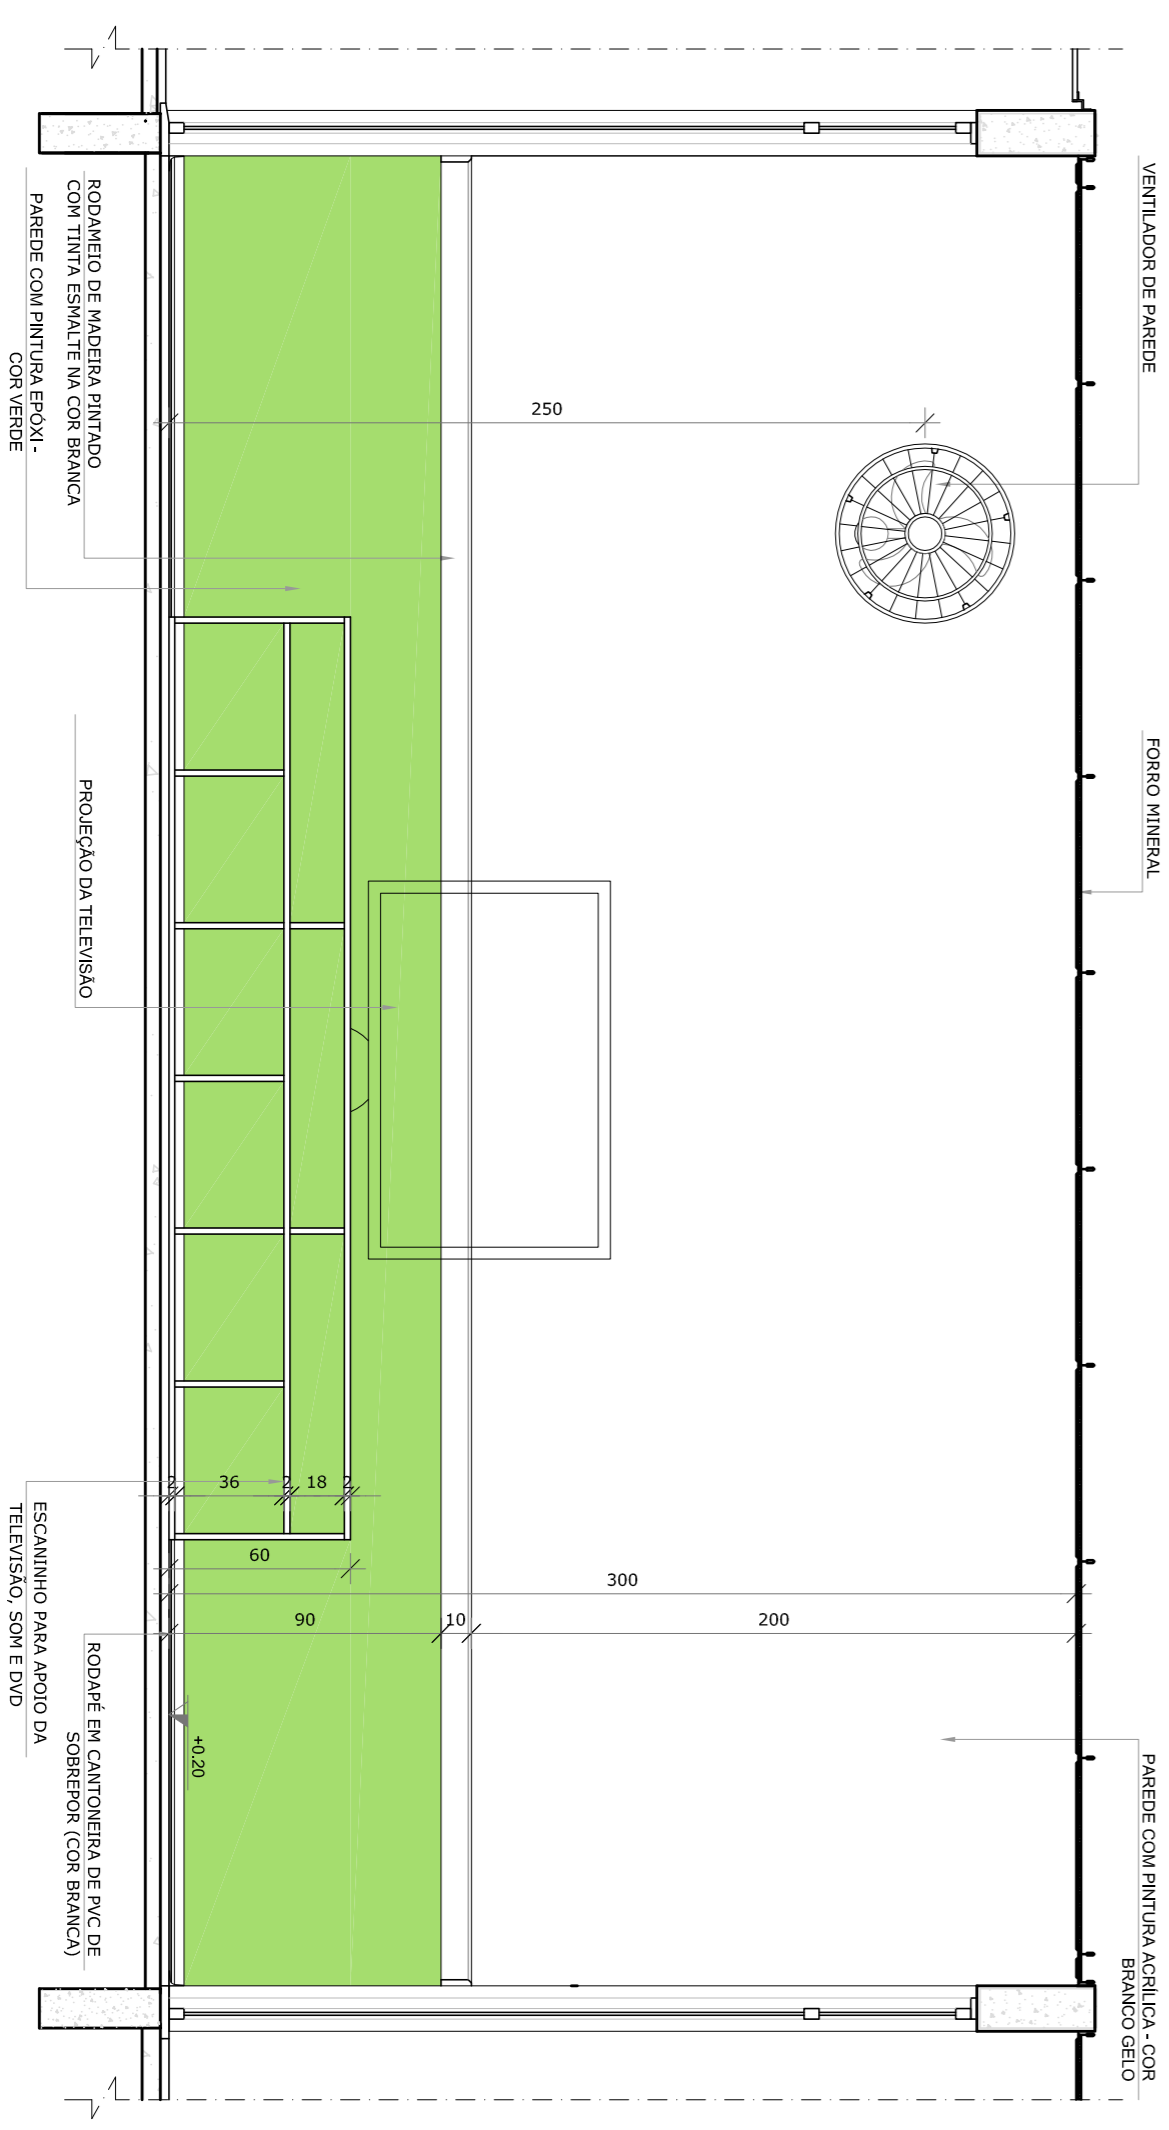 VENTILADOR DE PAREDE
FORRO MINERAL
PAREDE COM PINTURA ACRÍLICA - COR
BRANCO GELO
250
2
36
2
18
2
60
300
90
10
200
+0.20
RODAMEIO DE MADEIRA PINTADO
COM TINTA ESMALTE NA COR BRANCA
PAREDE COM PINTURA EPÓXI -
COR VERDE
PROJEÇÃO DA TELEVISÃO
ESCANINHO PARA APOIO DA
TELEVISÃO, SOM E DVD
RODAPÉ EM CANTONEIRA DE PVC DE
SOBREPOR (COR BRANCA)